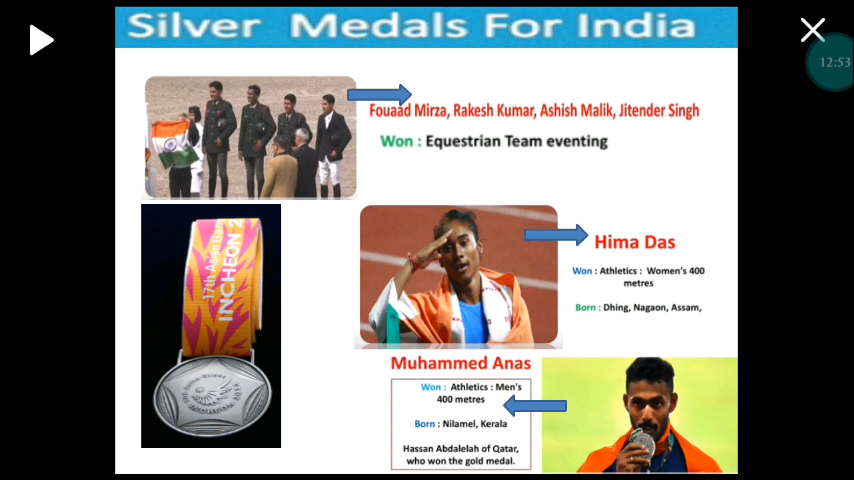 Silver Medals For India
12:53
Fouaad Mirza, Rakesh Kumar, Ashish Malik, Jitender Singh
Won : Equestrian Team eventing
17th Asian Gam
INCHEON 2
Hima Das
Won : Athletics : Women's 400
metres
Born : Dhing, Nagaon, Assam,
Muhammed Anas
Won : Athletics : Men's
400 metres
Born : Nilamel, Kerala
Hassan Abdalelah of Qatar,
who won the gold medal.